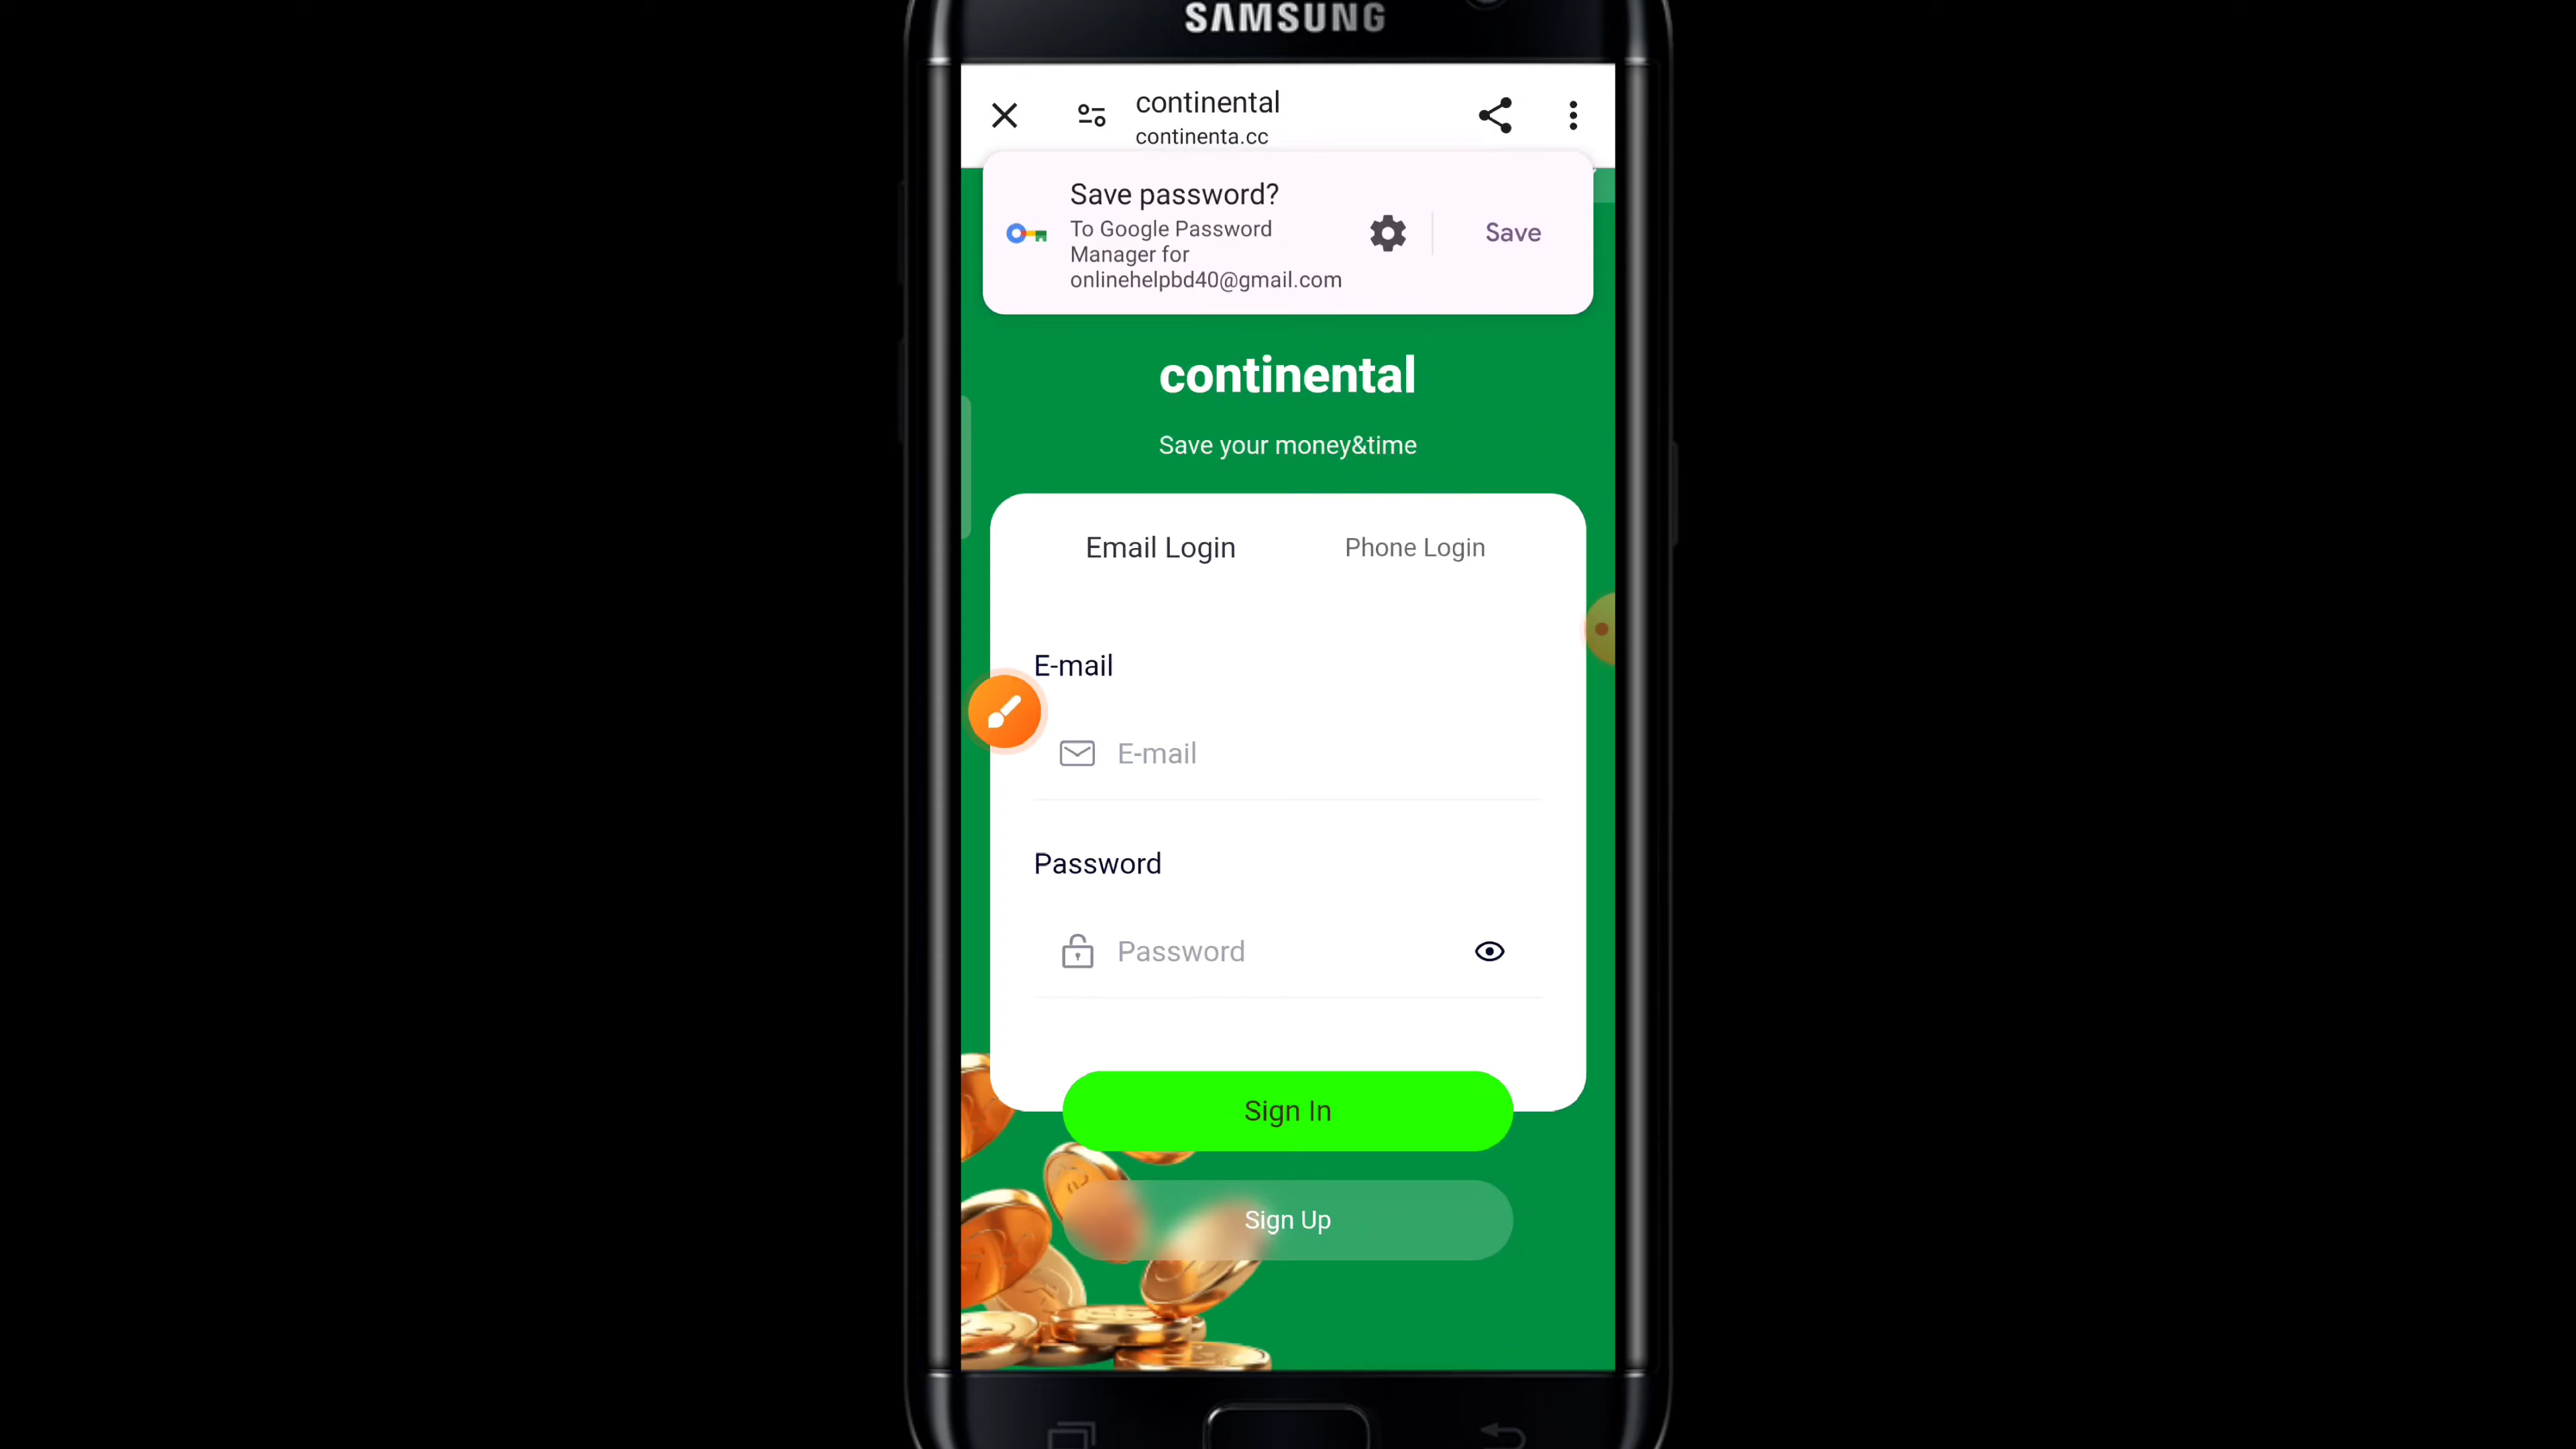 SAMSUNG
continental
continenta.cc
Save password?
To Google Password
Manager for
onlinehelpbd40@gmail.com
Save
continental
Save your money&time
Email Login
Phone Login
E-mail
E-mail
Password
Password
Sign In
Sign Up